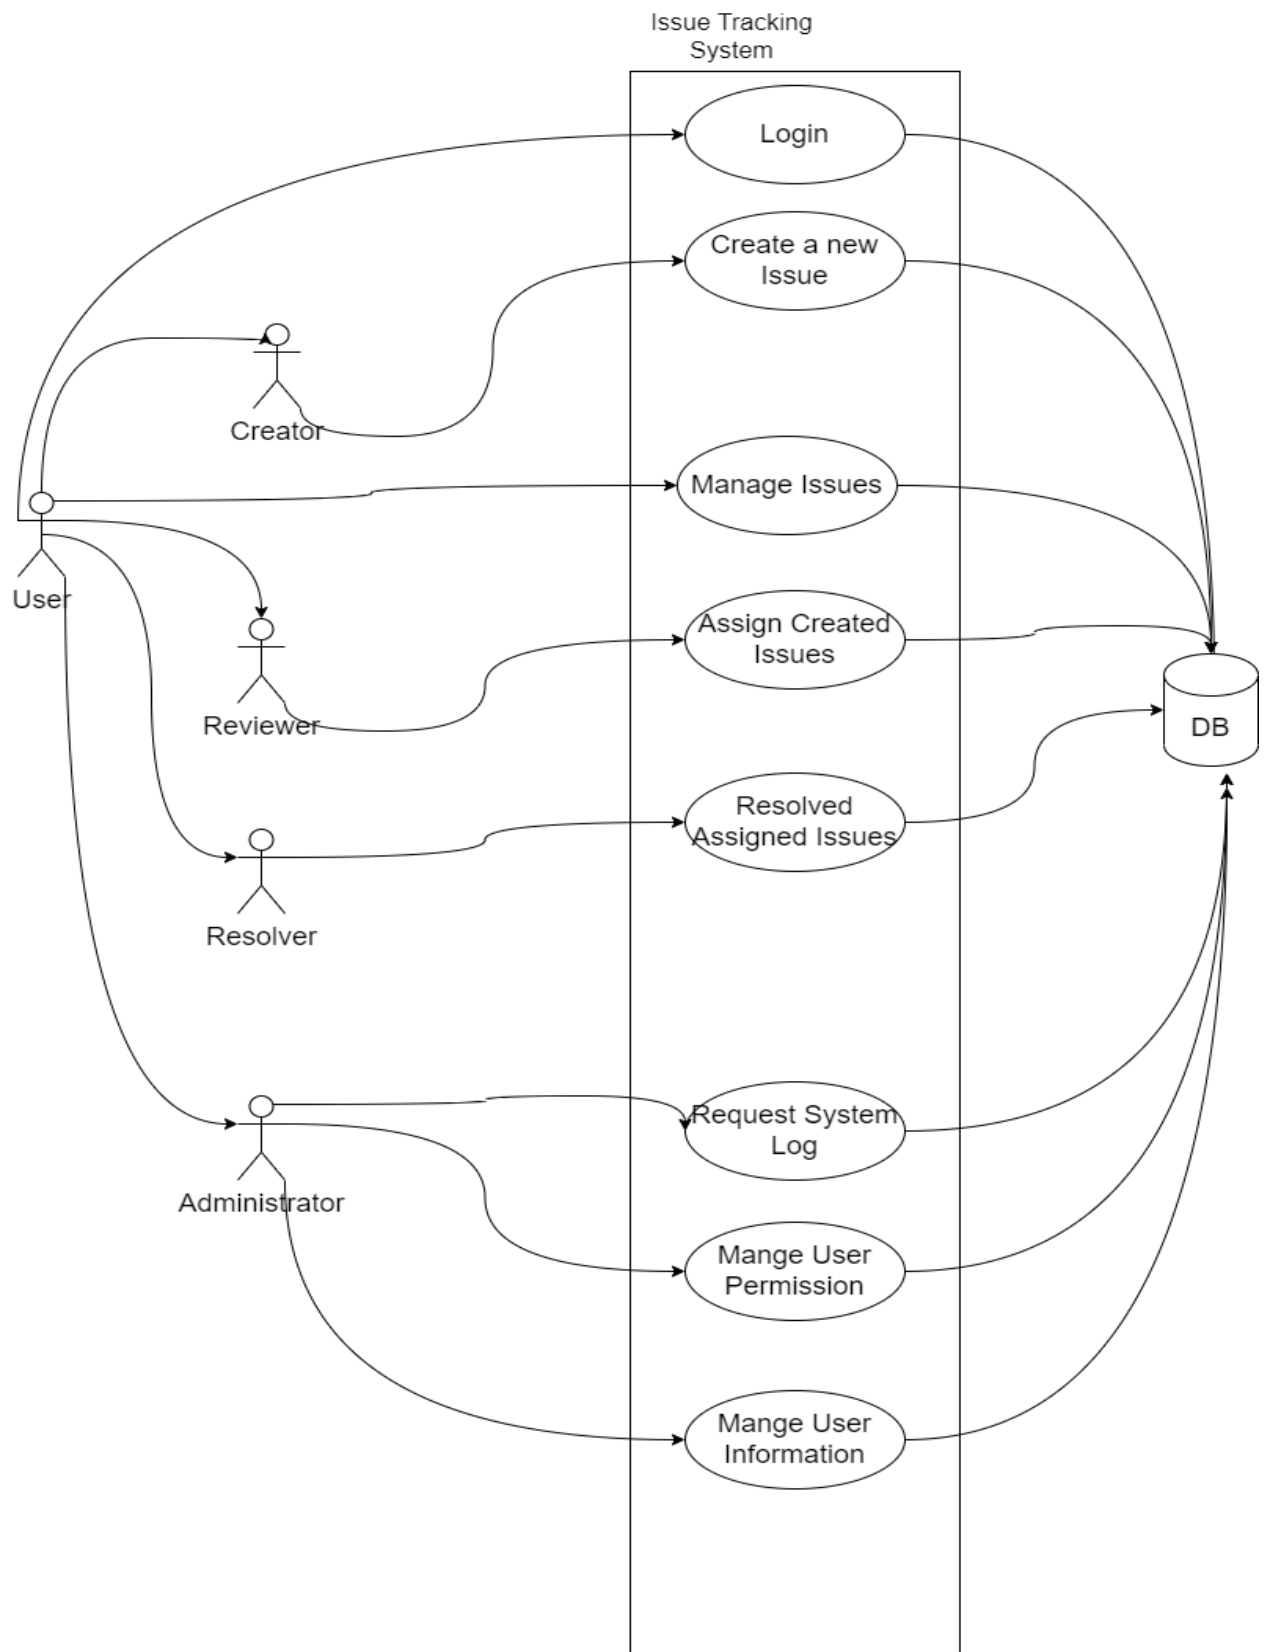 Issue Tracking
System
Login
Create a new
Issue
Creator
Manage Issues
User
Assign Created
Issues
Reviewer
DB
Resolved
Assigned Issues
Resolver
Request System
Log
Administrator
Mange User
Permission
Mange User
Information